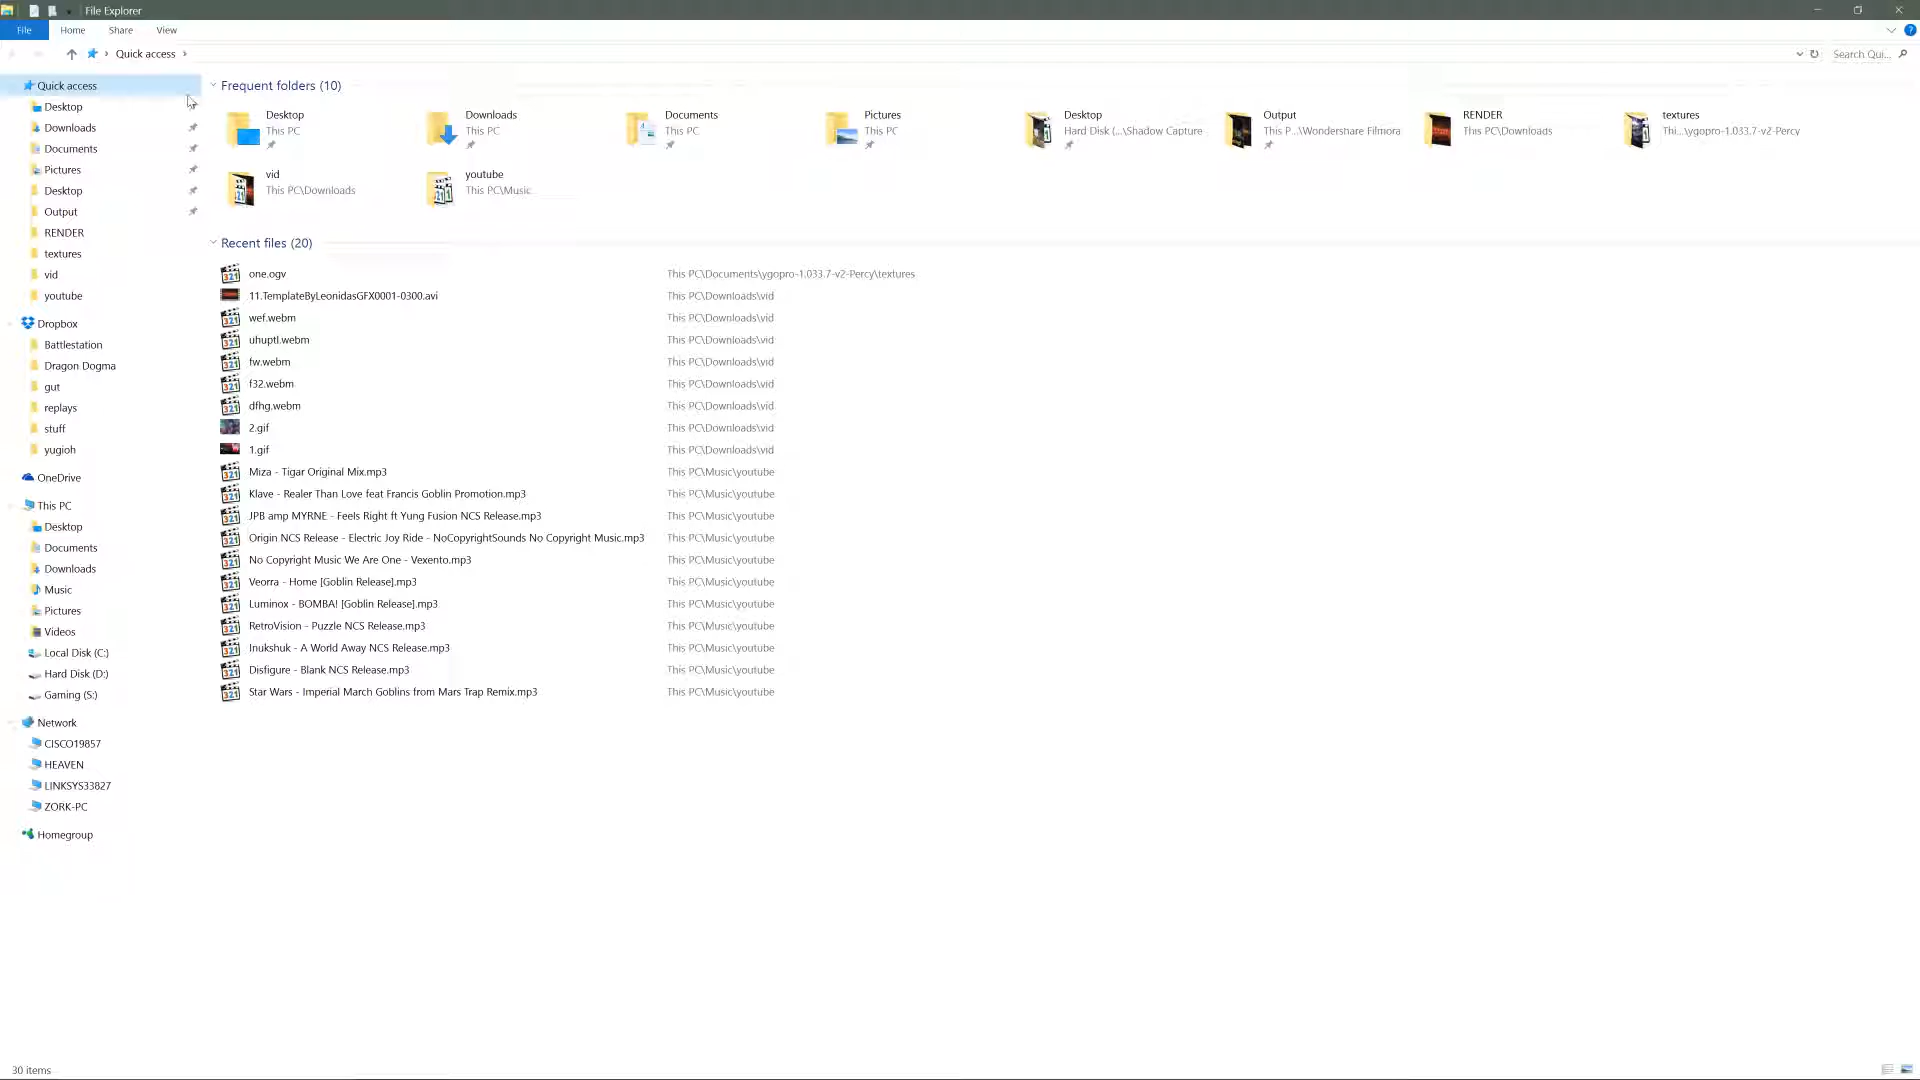 File Explorer
File Home Share View
Quick access
Search Qui...
Quick access
Desktop
Downloads
Documents
Pictures
Desktop
Output
RENDER
textures
vid
youtube
Dropbox
Battlestation
Dragon Dogma
gut
replays
stuff
yugioh
OneDrive
This PC
Desktop
Documents
Downloads
Music
Pictures
Videos
Local Disk (C:)
Hard Disk (D:)
Gaming (S:)
Network
CISCO19857
HEAVEN
LINKSYS33827
ZORK-PC
Homegroup
Frequent folders (10)
Desktop
This PC
Downloads
This PC
Documents
This PC
Pictures
This PC
Desktop
Hard Disk (...\Shadow Capture
Output
This P...\Wondershare Filmora
RENDER
This PC\Downloads
textures
Thi...\ygopro-1.033.7-v2-Percy
vid
This PC\Downloads
youtube
This PC\Music
Recent files (20)
one.ogv This PC\Documents\ygopro-1.033.7-v2-Percy\textures
11.TemplateByLeonidasGFX0001-0300.avi This PC\Downloads\vid
wef.webm This PC\Downloads\vid
uhuptl.webm This PC\Downloads\vid
fw.webm This PC\Downloads\vid
f32.webm This PC\Downloads\vid
dfhg.webm This PC\Downloads\vid
2.gif This PC\Downloads\vid
1.gif This PC\Downloads\vid
Miza - Tigar Original Mix.mp3 This PC\Music\youtube
Klave - Realer Than Love feat Francis Goblin Promotion.mp3 This PC\Music\youtube
JPB amp MYRNE - Feels Right ft Yung Fusion NCS Release.mp3 This PC\Music\youtube
Origin NCS Release - Electric Joy Ride - NoCopyrightSounds No Copyright Music.mp3 This PC\Music\youtube
No Copyright Music We Are One - Vexento.mp3 This PC\Music\youtube
Veorra - Home [Goblin Release].mp3 This PC\Music\youtube
Luminox - BOMBA! [Goblin Release].mp3 This PC\Music\youtube
RetroVision - Puzzle NCS Release.mp3 This PC\Music\youtube
Inukshuk - A World Away NCS Release.mp3 This PC\Music\youtube
Disfigure - Blank NCS Release.mp3 This PC\Music\youtube
Star Wars - Imperial March Goblins from Mars Trap Remix.mp3 This PC\Music\youtube
30 items